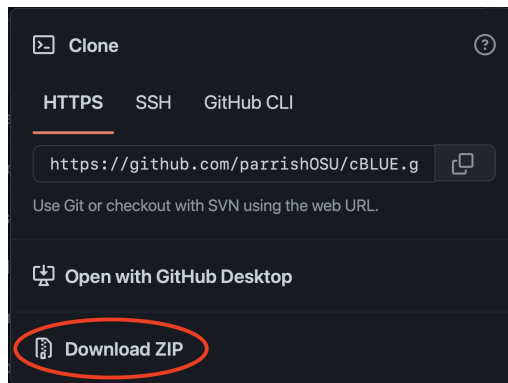 Clone
HTTPS SSH GitHub CLI
https://github.com/parrishOSU/cBLUE.g
Use Git or checkout with SVN using the web URL.
Open with GitHub Desktop
Download ZIP